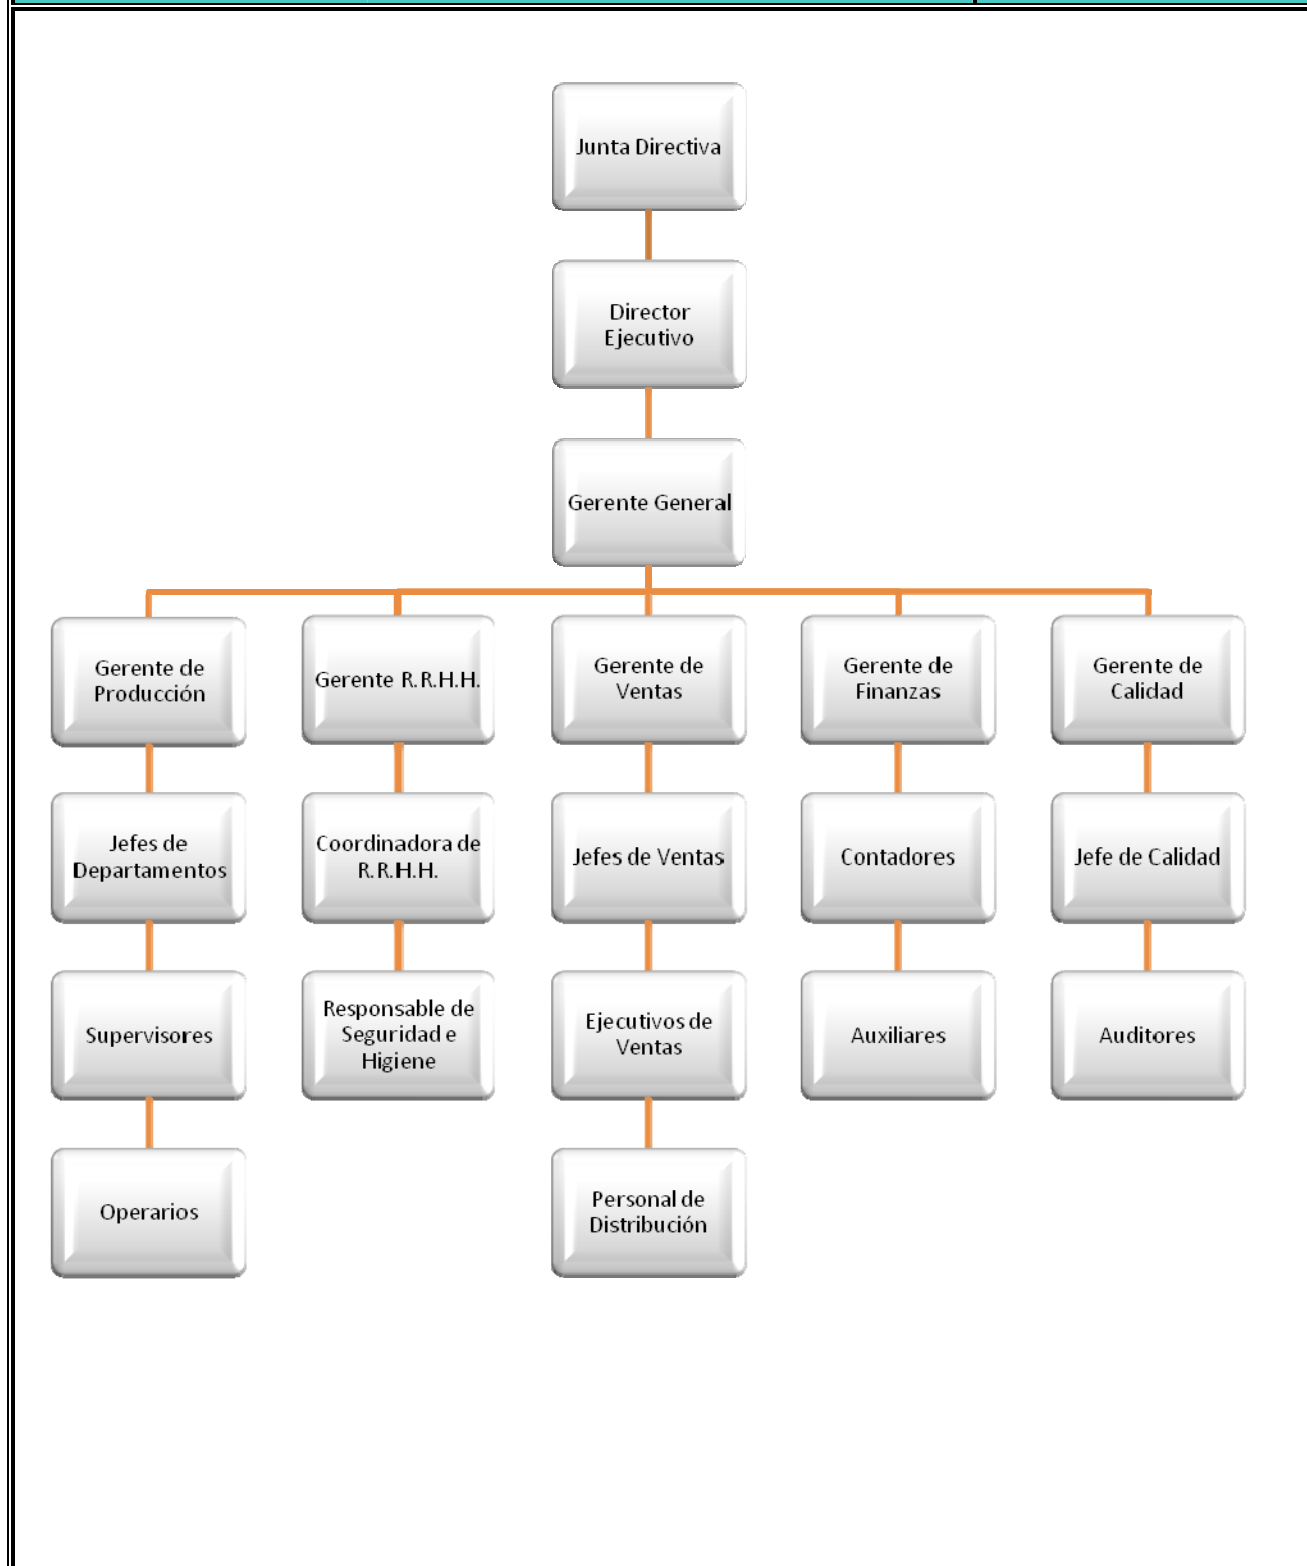 Junta Directiva
Director
Ejecutivo
Gerente General
Gerente de
Producción
Gerente R.R.H.H.
Gerente de
Ventas
Gerente de
Finanzas
Gerente de
Calidad
Jefes de
Departamentos
Coordinadora de
R.R.H.H.
Jefes de Ventas
Contadores
Jefe de Calidad
Supervisores
Responsable de
Seguridad e
Higiene
Ejecutivos de
Ventas
Auxiliares
Auditores
Operarios
Personal de
Distribución